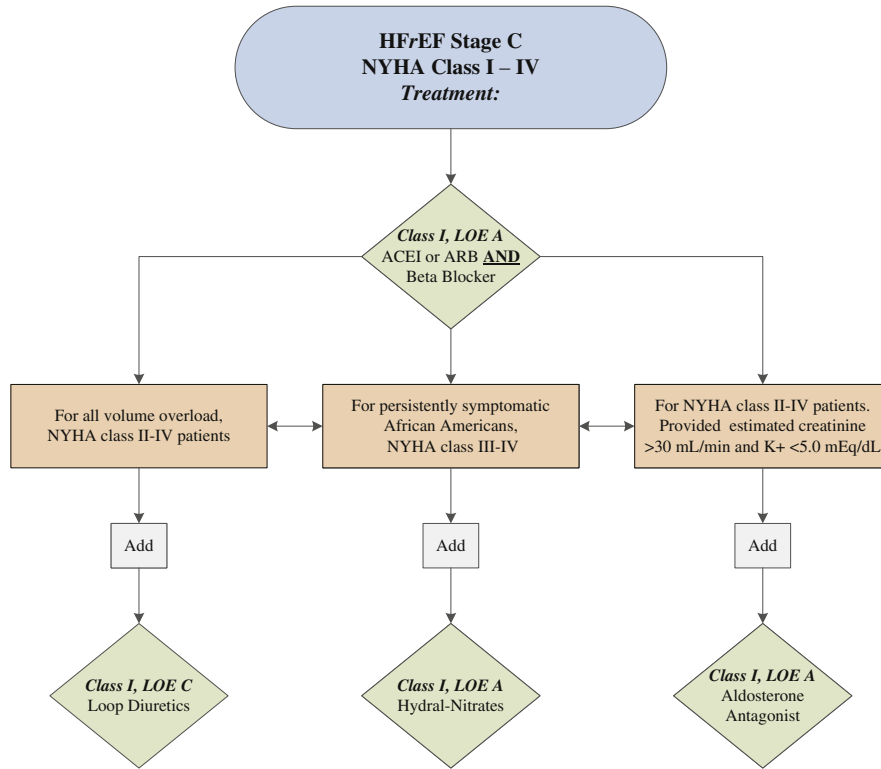 HFrEF Stage C
NYHA Class I – IV
Treatment:
Class I, LOE A
ACEI or ARB AND
Beta Blocker
For all volume overload,
NYHA class II-IV patients
For persistently symptomatic
African Americans,
NYHA class III-IV
For NYHA class II-IV patients.
Provided estimated creatinine
>30 mL/min and K+ <5.0 mEq/dL
Add
Add
Add
Class I, LOE C
Loop Diuretics
Class I, LOE A
Hydral-Nitrates
Class I, LOE A
Aldosterone
Antagonist